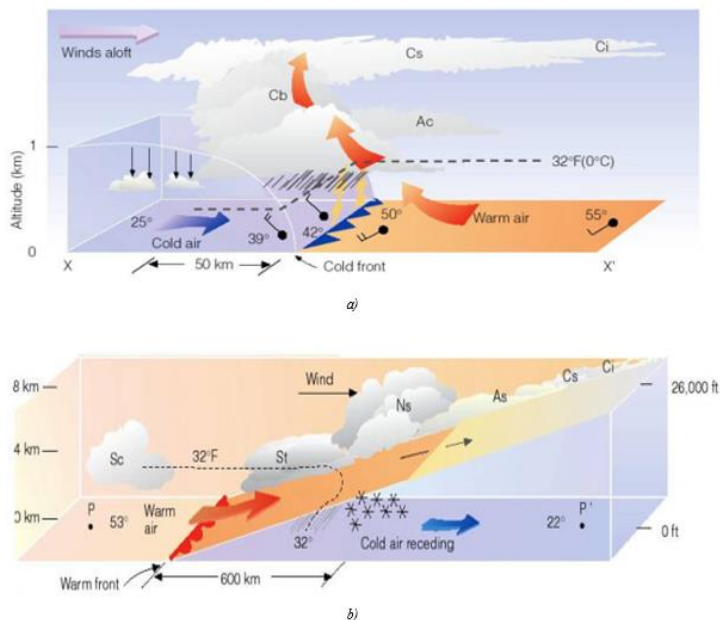 Winds aloft
Cs
Ci
Cb
Ac
1
32°F(0°C)
Altitude (km)
25°
Cold air
39°
42°
50°
Warm air
55°
0
X
50 km
Cold front
X'
a)
8 km
Wind
Ns
As
Cs
Ci
26,000 ft
4 km
Sc
32°F
St
0 km
P
53°
Warm
air
32°
Cold air receding
22°
P'
0 ft
Warm front
600 km
b)